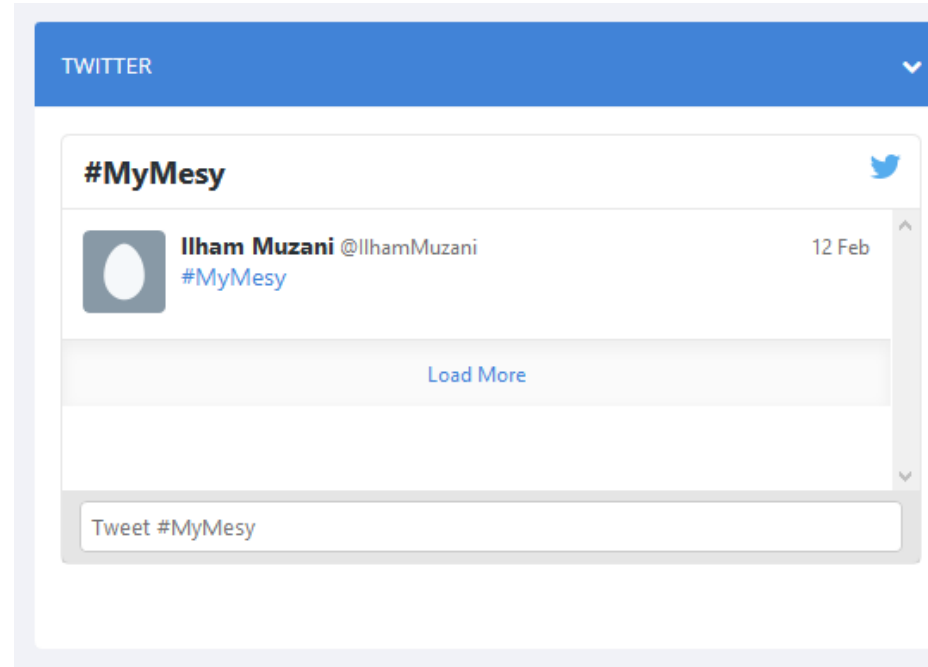 TWITTER
#MyMesy
Ilham Muzani @IlhamMuzani 12 Feb
#MyMesy
Load More
Tweet #MyMesy